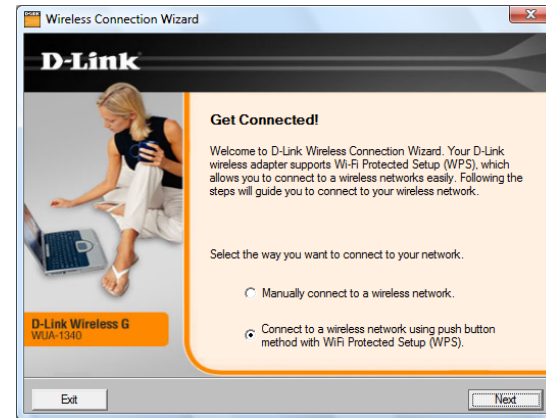 Wireless Connection Wizard
D-Link
Get Connected!
Welcome to D-Link Wireless Connection Wizard. Your D-Link
wireless adapter supports Wi-Fi Protected Setup (WPS), which
allows you to connect to a wireless networks easily. Following the
steps will guide you to connect to your wireless network.
Select the way you want to connect to your network.
Manually connect to a wireless network.
Connect to a wireless network using push button
method with WiFi Protected Setup (WPS).
D-Link Wireless G
WUA-1340
Exit
Next